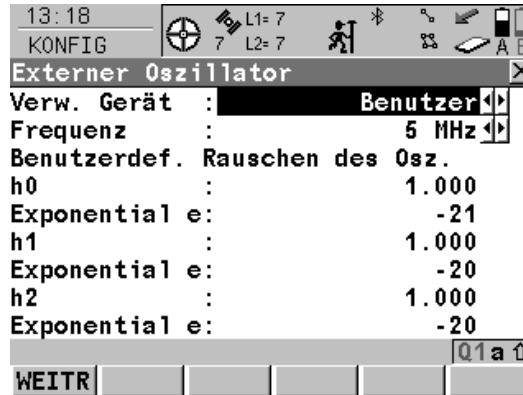 13:18
L1= 7
KONFIG
7 L2= 7
A
Externer Oszillator
Verw. Gerät : Benutzer
Frequenz : 5 MHz
Benutzerdef. Rauschen des Osz.
h0 : 1.000
Exponential e: -21
h1 : 1.000
Exponential e: -20
h2 : 1.000
Exponential e: -20
Q1 a
WEITR